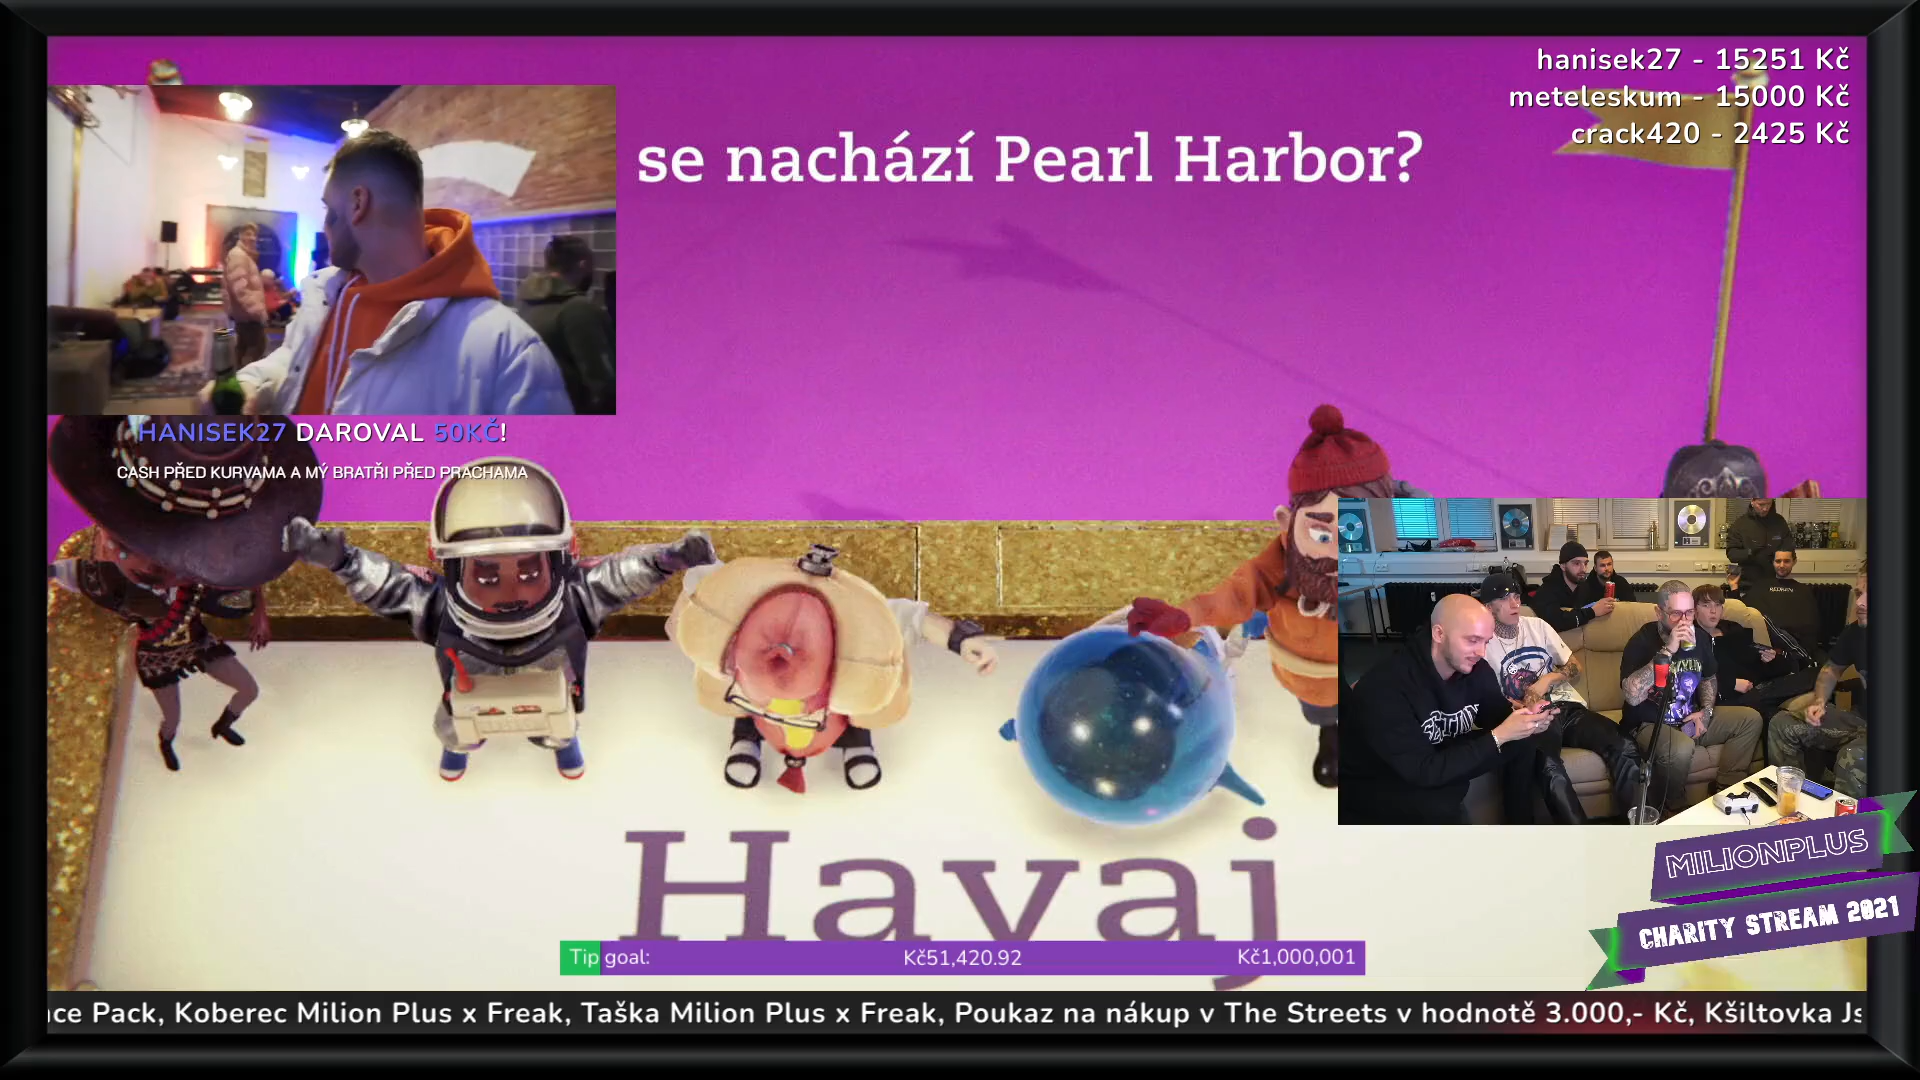 hanisek27 - 15251 Kč
meteleskum - 15000 Kč
crack420 - 2425 Kč
se nachází Pearl Harbor?
HANISEK27 DAROVAL 50KČ!
CASH PŘED KURVAMA A MÝ BRATŘI PŘED PRACHAMA
Havaj
MILIONPLUS
CHARITY STREAM 2021
Tip goal: Kč51,420.92 Kč1,000,001
ce Pack, Koberec Milion Plus x Freak, Taška Milion Plus x Freak, Poukaz na nákup v The Streets v hodnotě 3.000,- Kč, Kšiltovka Js